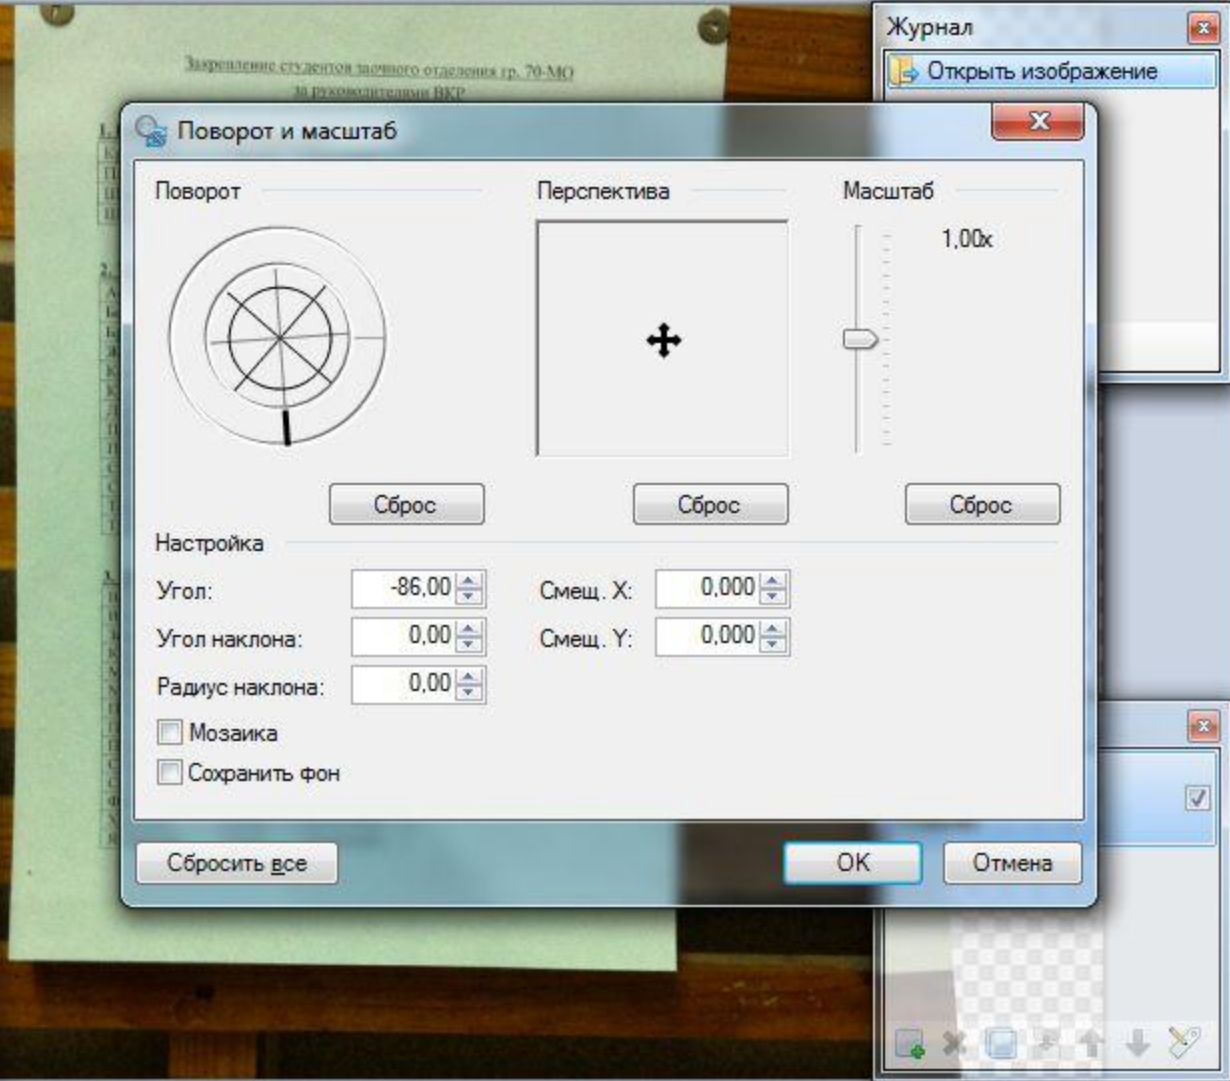 Закрепление студентов заочного отделения гр. 70-МО
за руководителями ВКР
Журнал
Открыть изображение
Поворот и масштаб
Поворот
Перспектива
Масштаб
1,00x
Сброс
Сброс
Сброс
Настройка
Угол: -86,00
Смещ. X: 0,000
Угол наклона: 0,00
Смещ. Y: 0,000
Радиус наклона: 0,00
Мозаика
Сохранить фон
Сбросить все
OK
Отмена